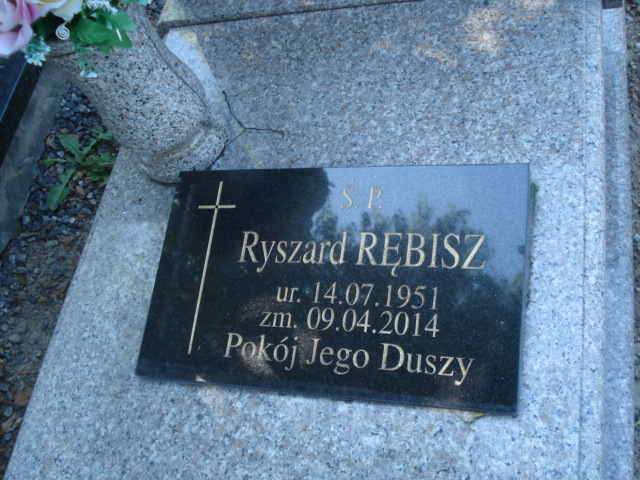 Ś. P.
Ryszard RĘBISZ
ur. 14.07.1951
zm. 09.04.2014
Pokój Jego Duszy